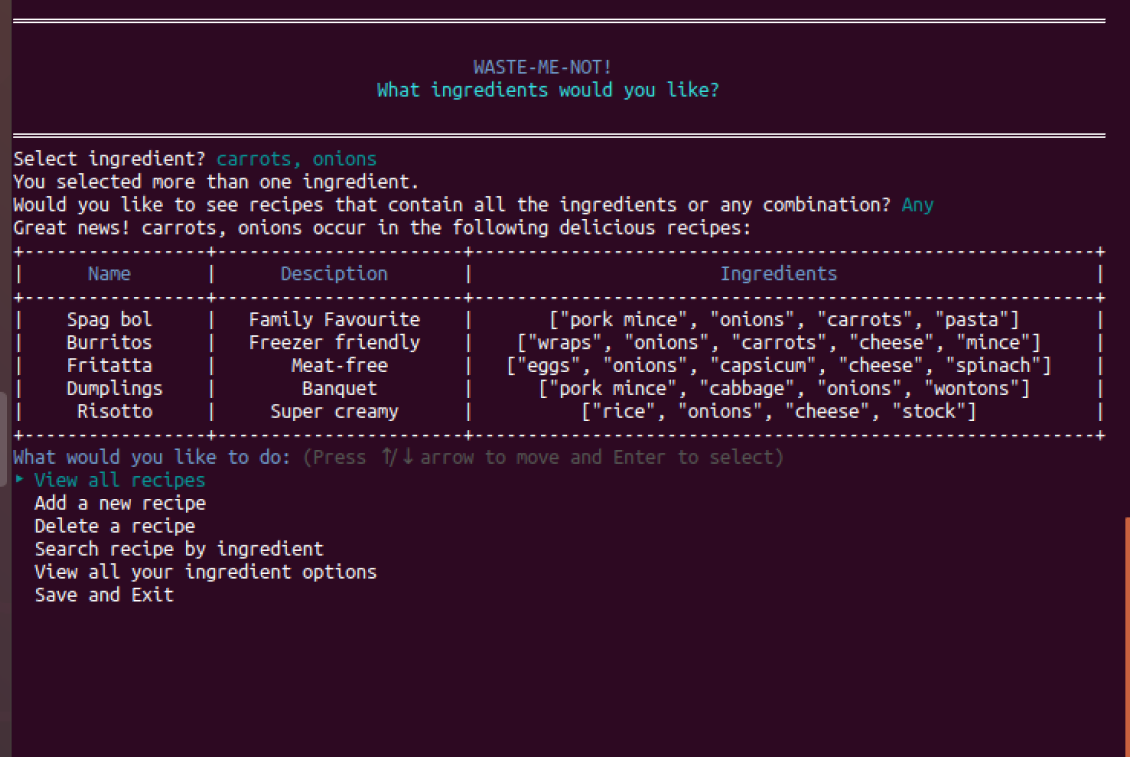 WASTE-ME-NOT!
What ingredients would you like?
Select ingredient? carrots, onions
You selected more than one ingredient.
Would you like to see recipes that contain all the ingredients or any combination? Any
Great news! carrots, onions occur in the following delicious recipes:
| Name | Desciption | Ingredients |
| Spag bol | Family Favourite | ["pork mince", "onions", "carrots", "pasta"] |
| Burritos | Freezer friendly | ["wraps", "onions", "carrots", "cheese", "mince"] |
| Fritatta | Meat-free | ["eggs", "onions", "capsicum", "cheese", "spinach"] |
| Dumplings | Banquet | ["pork mince", "cabbage", "onions", "wontons"] |
| Risotto | Super creamy | ["rice", "onions", "cheese", "stock"] |
What would you like to do: (Press ↑/↓ arrow to move and Enter to select)
‣ View all recipes
Add a new recipe
Delete a recipe
Search recipe by ingredient
View all your ingredient options
Save and Exit